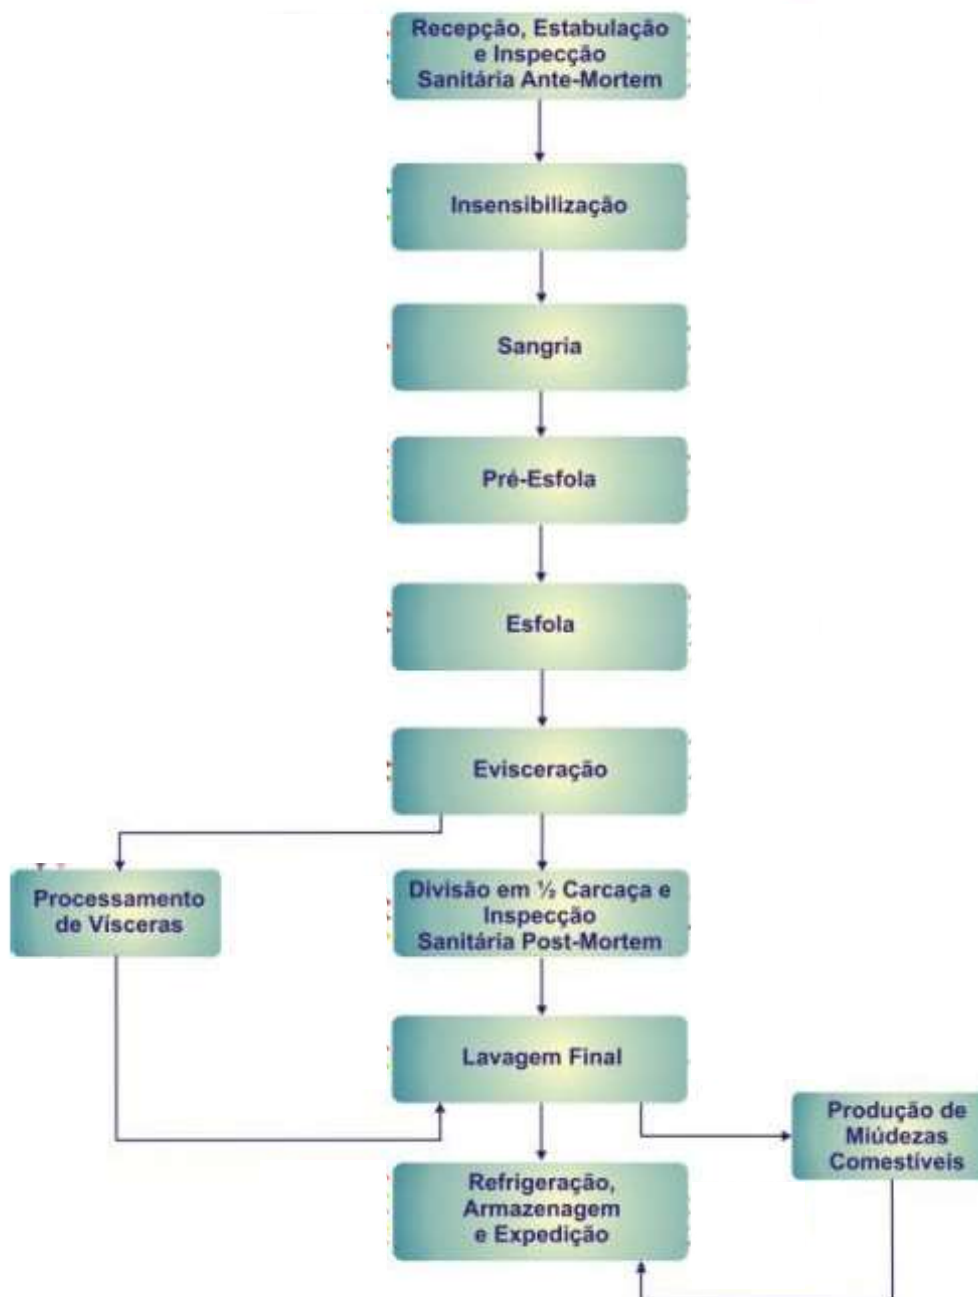 Recepção, Estabulação
e Inspecção
Sanitária Ante-Mortem
Insensibilização
Sangria
Pré-Esfola
Esfola
Evisceração
Processamento
de Vísceras
Divisão em ½ Carcaça e
Inspecção
Sanitária Post-Mortem
Lavagem Final
Produção de
Miúdezas
Comestíveis
Refrigeração,
Armazenagem
e Expedição